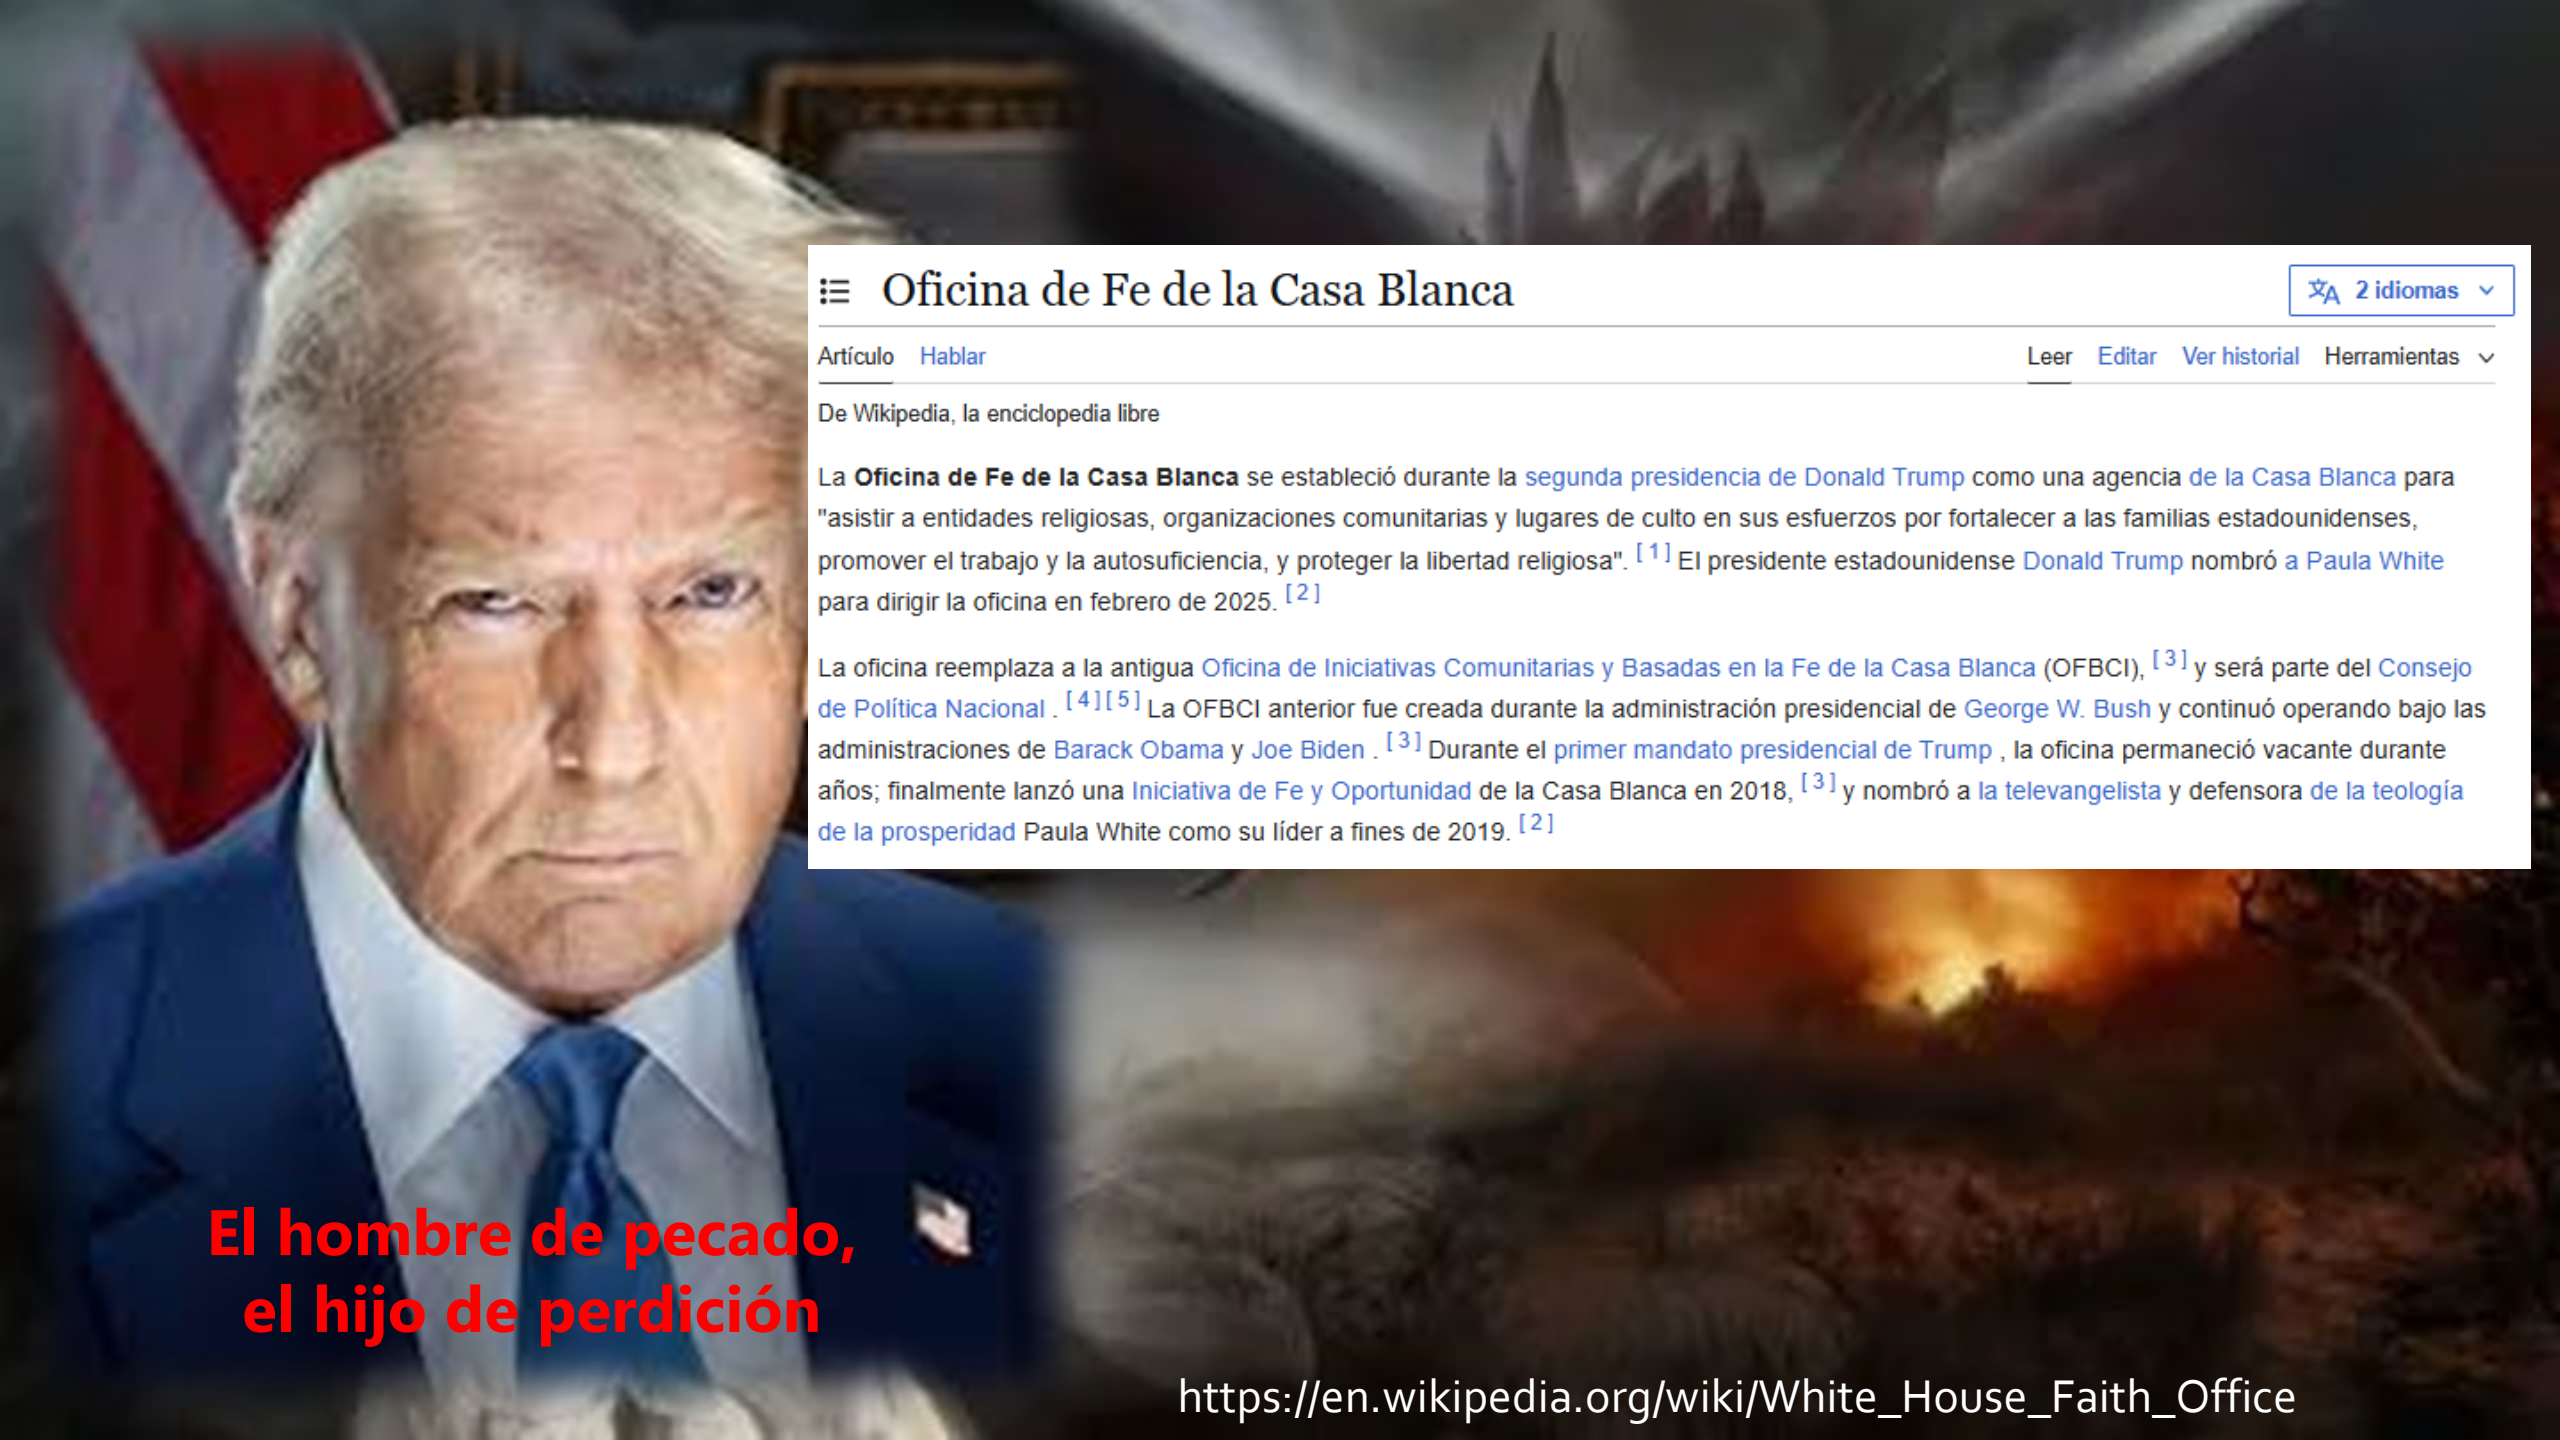 Oficina de Fe de la Casa Blanca
2 idiomas
Artículo Hablar Leer Editar Ver historial Herramientas
De Wikipedia, la enciclopedia libre
La Oficina de Fe de la Casa Blanca se estableció durante la segunda presidencia de Donald Trump como una agencia de la Casa Blanca para
"asistir a entidades religiosas, organizaciones comunitarias y lugares de culto en sus esfuerzos por fortalecer a las familias estadounidenses,
promover el trabajo y la autosuficiencia, y proteger la libertad religiosa". [1] El presidente estadounidense Donald Trump nombró a Paula White
para dirigir la oficina en febrero de 2025. [2]
La oficina reemplaza a la antigua Oficina de Iniciativas Comunitarias y Basadas en la Fe de la Casa Blanca (OFBCI), [3] y será parte del Consejo
de Política Nacional . [4][5] La OFBCI anterior fue creada durante la administración presidencial de George W. Bush y continuó operando bajo las
administraciones de Barack Obama y Joe Biden . [3] Durante el primer mandato presidencial de Trump , la oficina permaneció vacante durante
años; finalmente lanzó una Iniciativa de Fe y Oportunidad de la Casa Blanca en 2018, [3] y nombró a la televangelista y defensora de la teología
de la prosperidad Paula White como su líder a fines de 2019. [2]
El hombre de pecado,
el hijo de perdición
https://en.wikipedia.org/wiki/White_House_Faith_Office